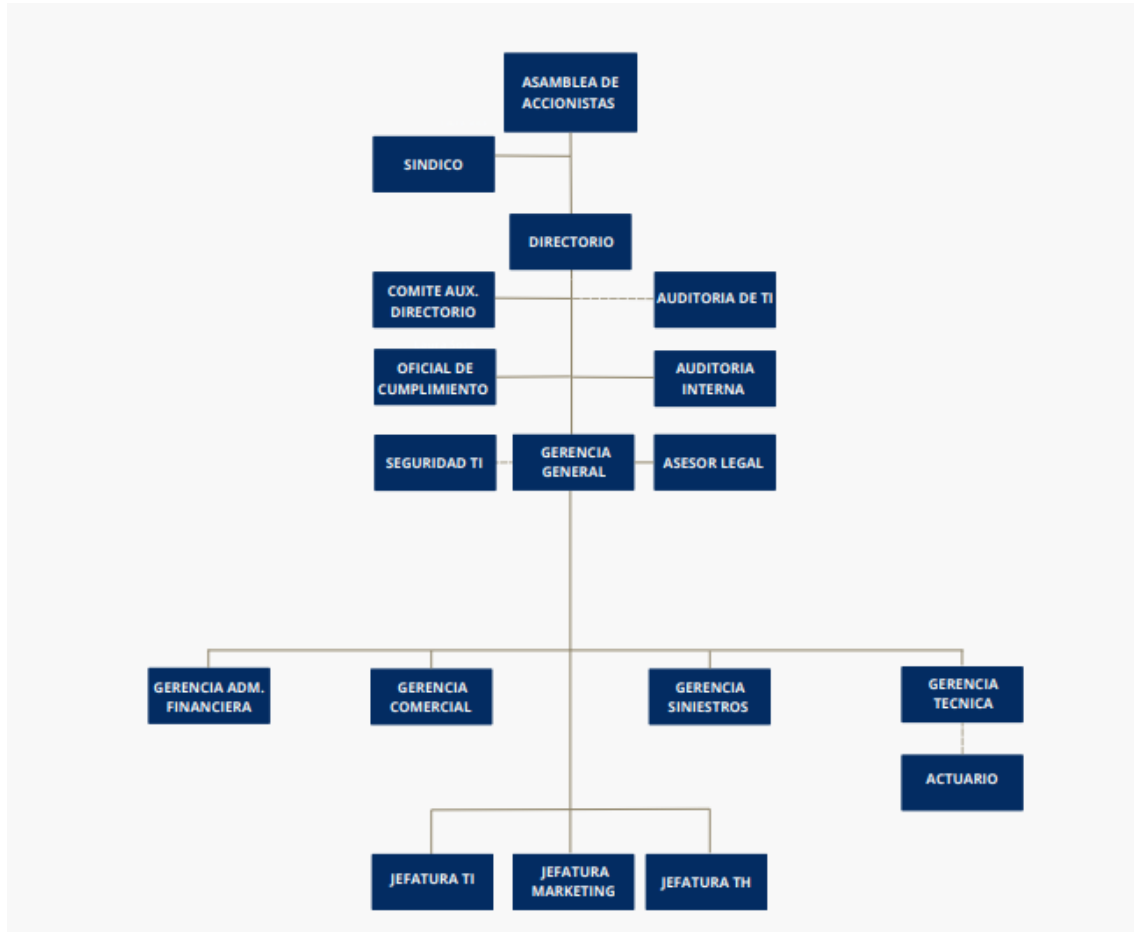 ASAMBLEA DE
ACCIONISTAS
SINDICO
DIRECTORIO
COMITE AUX.
DIRECTORIO
AUDITORIA DE TI
OFICIAL DE
CUMPLIMIENTO
AUDITORIA
INTERNA
SEGURIDAD TI
GERENCIA
GENERAL
ASESOR LEGAL
GERENCIA ADM.
FINANCIERA
GERENCIA
COMERCIAL
GERENCIA
SINIESTROS
GERENCIA
TECNICA
ACTUARIO
JEFATURA TI
JEFATURA
MARKETING
JEFATURA TH